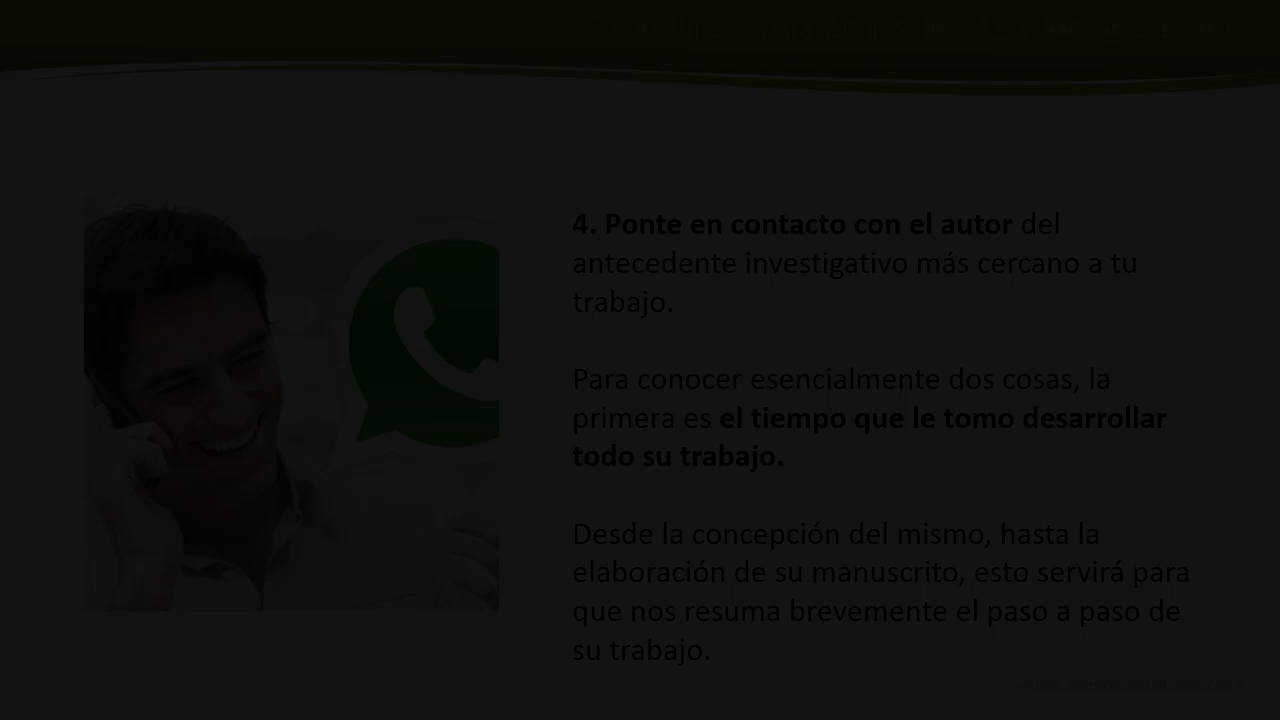 4. Ponte en contacto con el autor del
antecedente investigativo más cercano a tu
trabajo.
Para conocer esencialmente dos cosas, la
primera es el tiempo que le tomo desarrollar
todo su trabajo.
Desde la concepción del mismo, hasta la
elaboración de su manuscrito, esto servirá para
que nos resuma brevemente el paso a paso de
su trabajo.